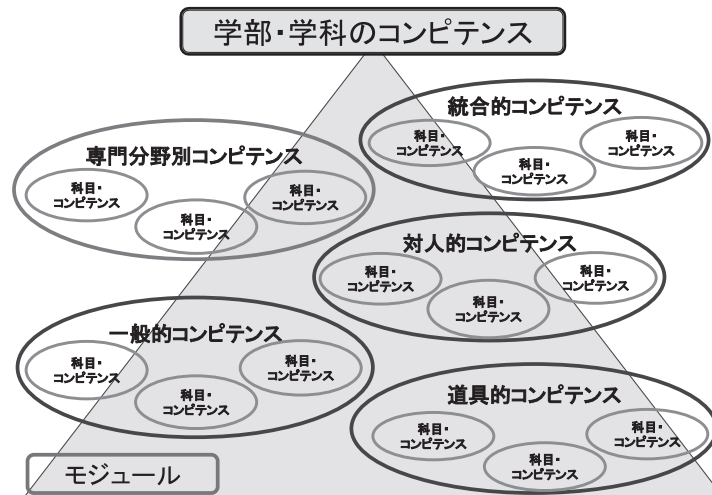 学部・学科のコンピテンス
統合的コンピテンス
科目・
コンピテンス
科目・
コンピテンス
科目・
コンピテンス
専門分野別コンピテンス
科目・
コンピテンス
科目・
コンピテンス
科目・
コンピテンス
対人的コンピテンス
科目・
コンピテンス
科目・
コンピテンス
科目・
コンピテンス
一般的コンピテンス
科目・
コンピテンス
科目・
コンピテンス
科目・
コンピテンス
道具的コンピテンス
科目・
コンピテンス
科目・
コンピテンス
科目・
コンピテンス
モジュール